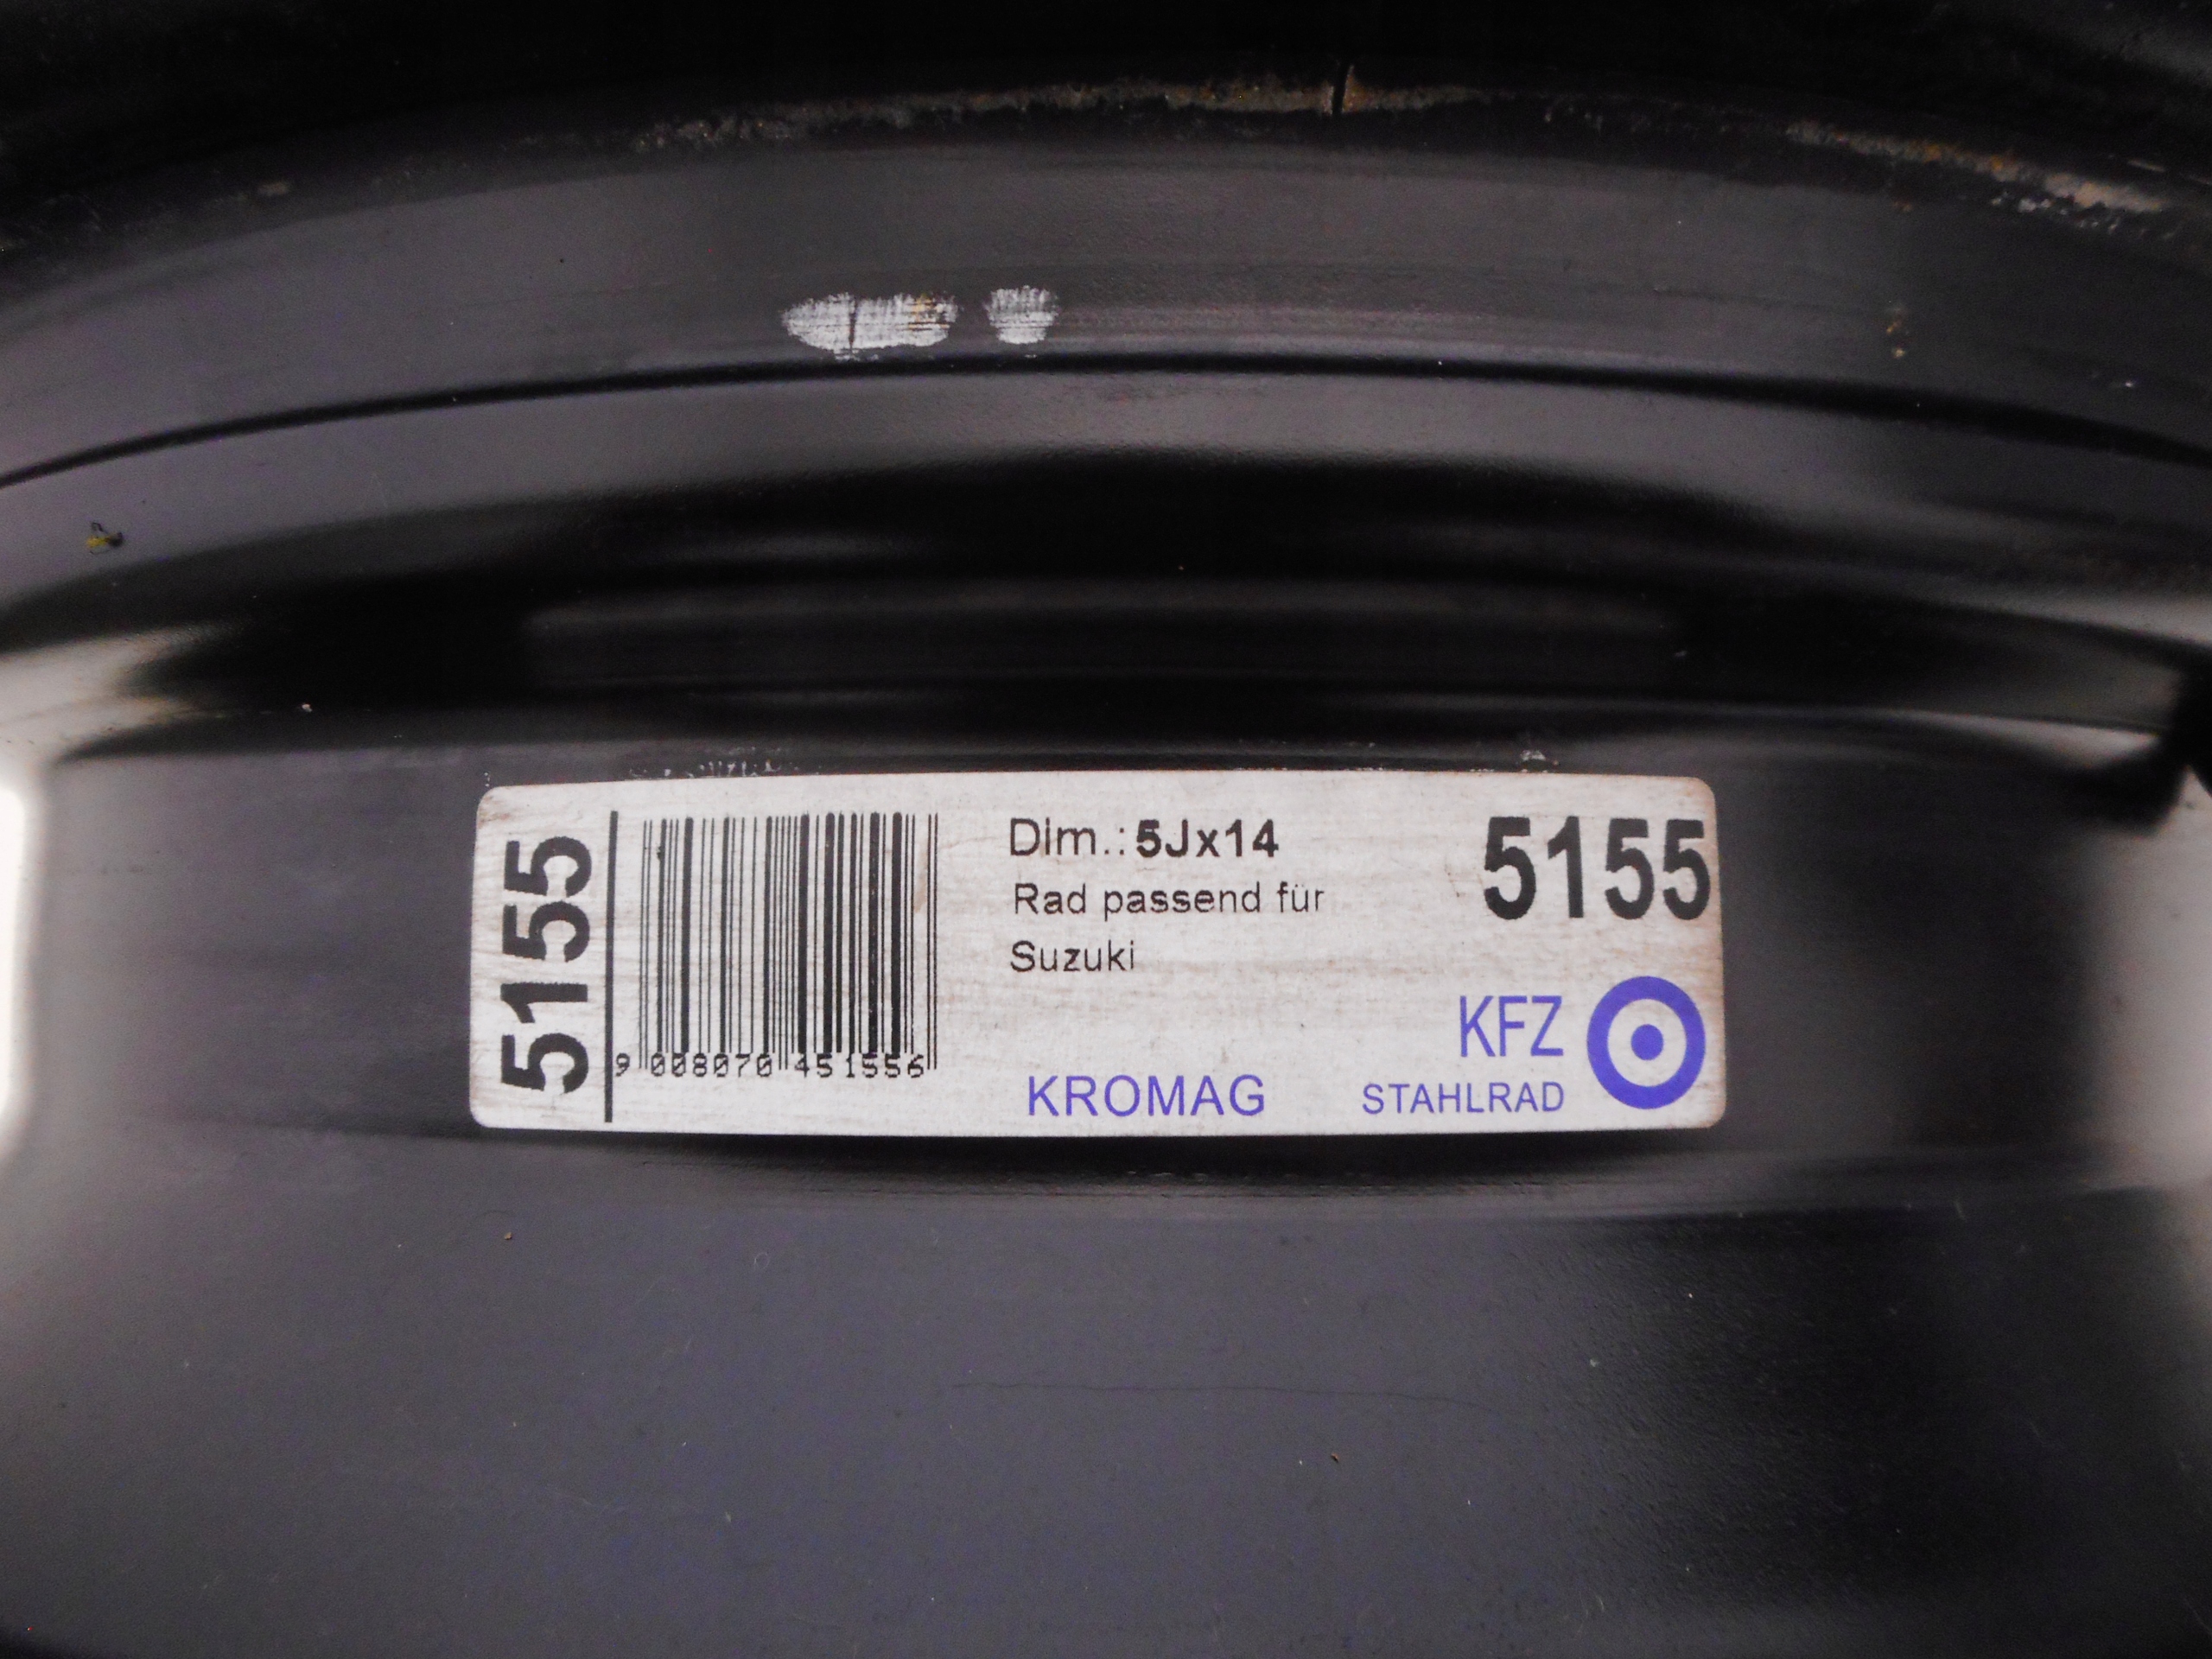 5155
9 008070 451556
Dim.: 5Jx14
Rad passend für
Suzuki
5155
KFZ
KROMAG
STAHLRAD